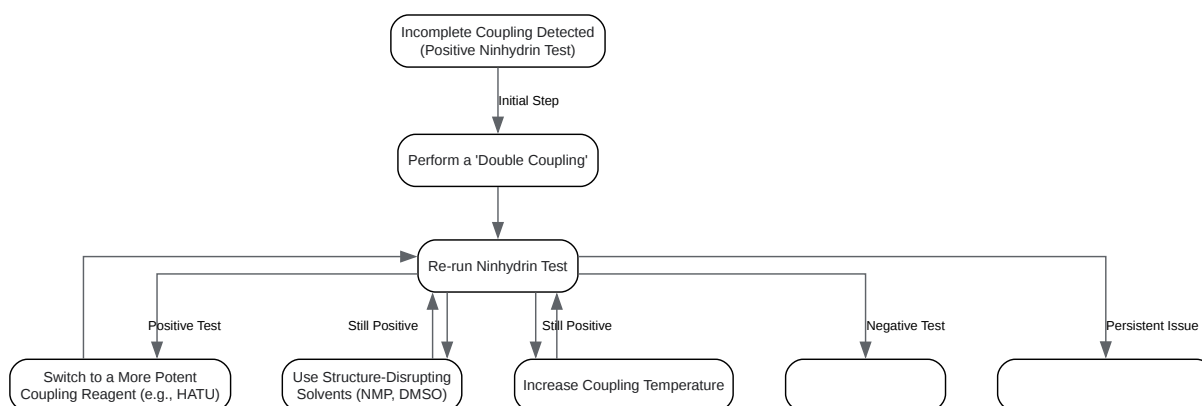 Incomplete Coupling Detected
(Positive Ninhydrin Test)
Initial Step
Perform a 'Double Coupling'
Re-run Ninhydrin Test
Positive Test
Still Positive
Still Positive
Negative Test
Persistent Issue
Switch to a More Potent
Coupling Reagent (e.g., HATU)
Use Structure-Disrupting
Solvents (NMP, DMSO)
Increase Coupling Temperature